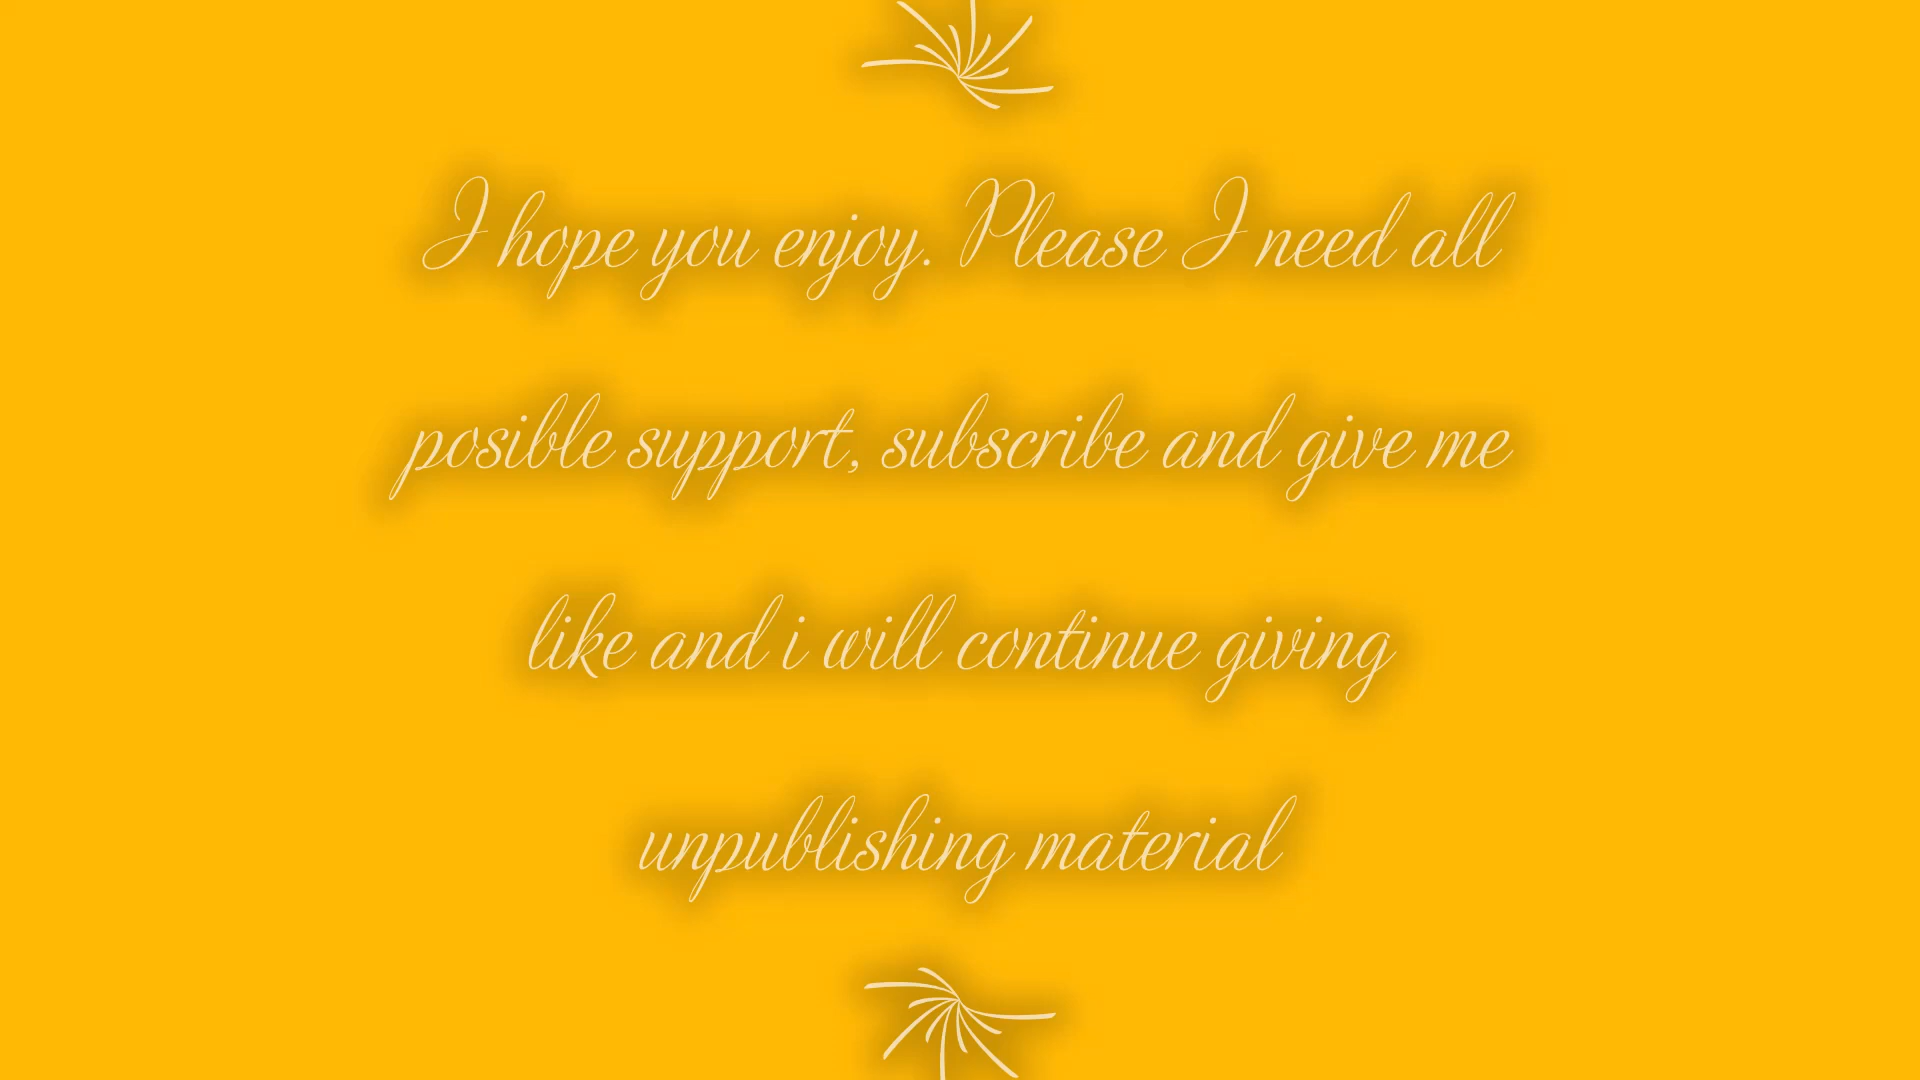 I hope you enjoy. Please I need all
posible support, subscribe and give me
like and i will continue giving
unpublishing material